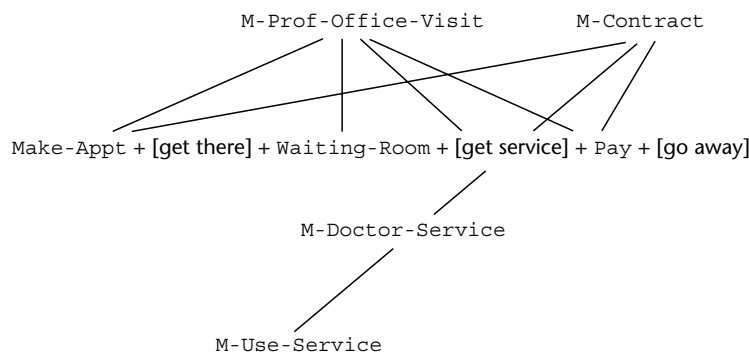 M-Prof-Office-Visit M-Contract
Make-Appt + [get there] + Waiting-Room + [get service] + Pay + [go away]
M-Doctor-Service
M-Use-Service